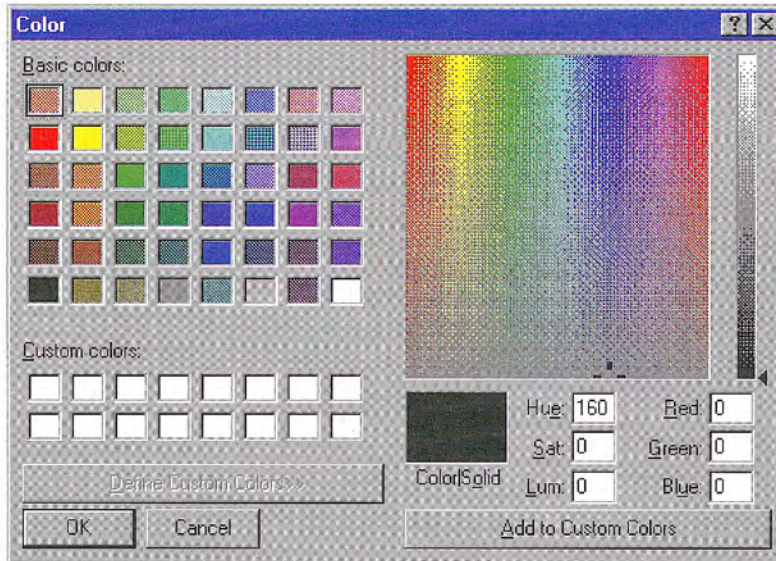 Color
Basic colors:
Custom colors:
Define Custom Colors>>
OK Cancel
Color|Solid
Hue: 160 Red: 0
Sat: 0 Green: 0
Lum: 0 Blue: 0
Add to Custom Colors